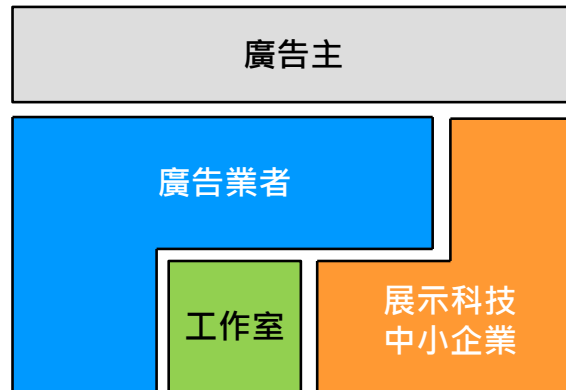 廣告主
廣告業者
工作室
展示科技
中小企業